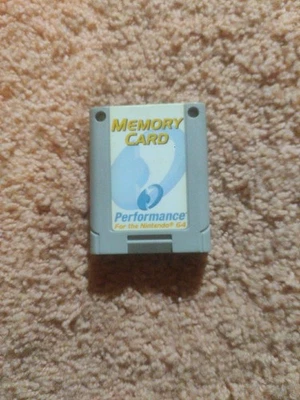 MEMORY
CARD
Performance
For the Nintendo® 64